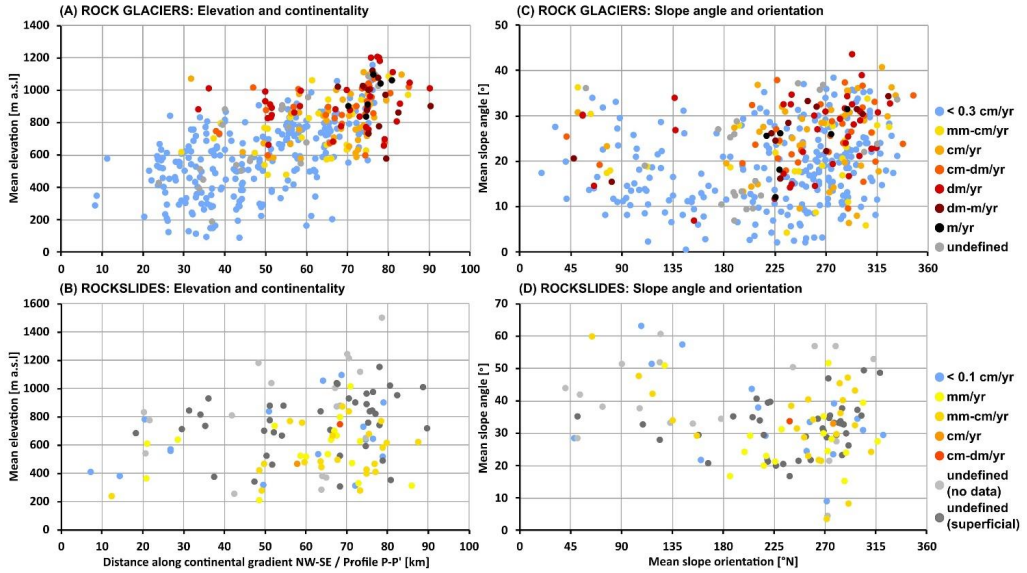 (A) ROCK GLACIERS: Elevation and continentality
1400
1200
1000
800
600
400
200
0
Mean elevation [m a.s.l]
0 10 20 30 40 50 60 70 80 90 100
(C) ROCK GLACIERS: Slope angle and orientation
50
40
30
20
10
0
Mean slope angle [°]
0 45 90 135 180 225 270 315 360
< 0.3 cm/yr
mm-cm/yr
cm/yr
cm-dm/yr
dm/yr
dm-m/yr
m/yr
undefined
(B) ROCKSLIDES: Elevation and continentality
1600
1400
1200
1000
800
600
400
200
0
Mean elevation [m a.s.l]
0 10 20 30 40 50 60 70 80 90 100
Distance along continental gradient NW-SE / Profile P-P' [km]
(D) ROCKSLIDES: Slope angle and orientation
70
60
50
40
30
20
10
0
Mean slope angle [°]
0 45 90 135 180 225 270 315 360
Mean slope orientation [°N]
< 0.1 cm/yr
mm/yr
mm-cm/yr
cm/yr
cm-dm/yr
undefined
(no data)
undefined
(superficial)